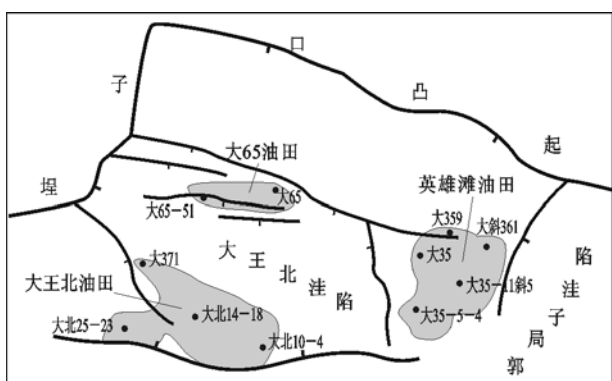 埕子口凸起
大65油田
英雄滩油田
大65
大65-51
大359
大斜361
大371
大35
大王北洼陷
大王北油田
大35-11斜5
大北14-18
大35-5-4
大北25-23
大北10-4
郭局子洼陷